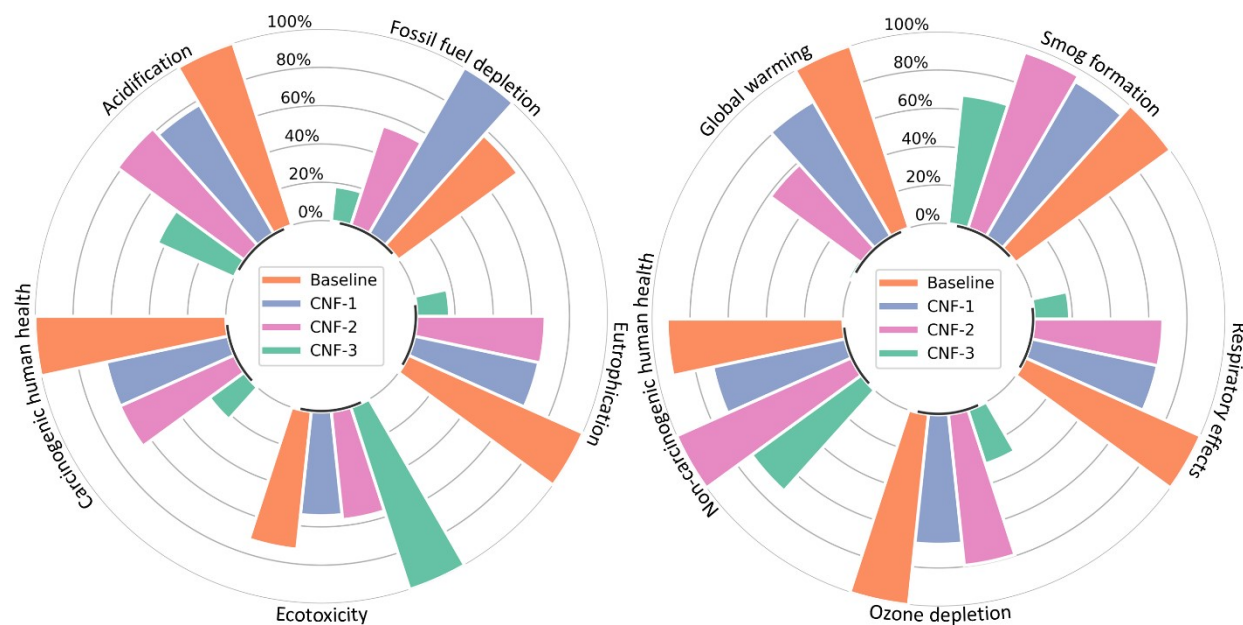 100%
80%
60%
40%
20%
0%
Acidification
Fossil fuel depletion
Eutrophication
Ecotoxicity
Carcinogenic human health
Baseline
CNF-1
CNF-2
CNF-3
100%
80%
60%
40%
20%
0%
Global warming
Smog formation
Respiratory effects
Ozone depletion
Non-carcinogenic human health
Baseline
CNF-1
CNF-2
CNF-3